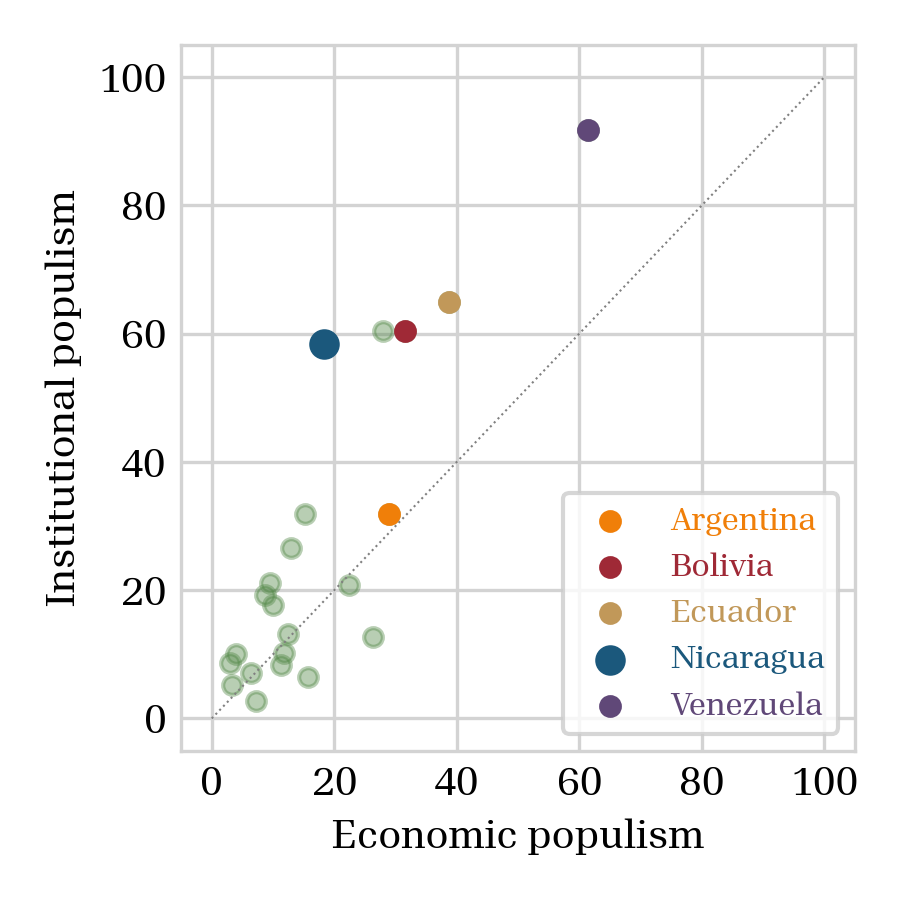 100
80
60
40
20
0
Institutional populism
0 20 40 60 80 100
Economic populism
Argentina
Bolivia
Ecuador
Nicaragua
Venezuela